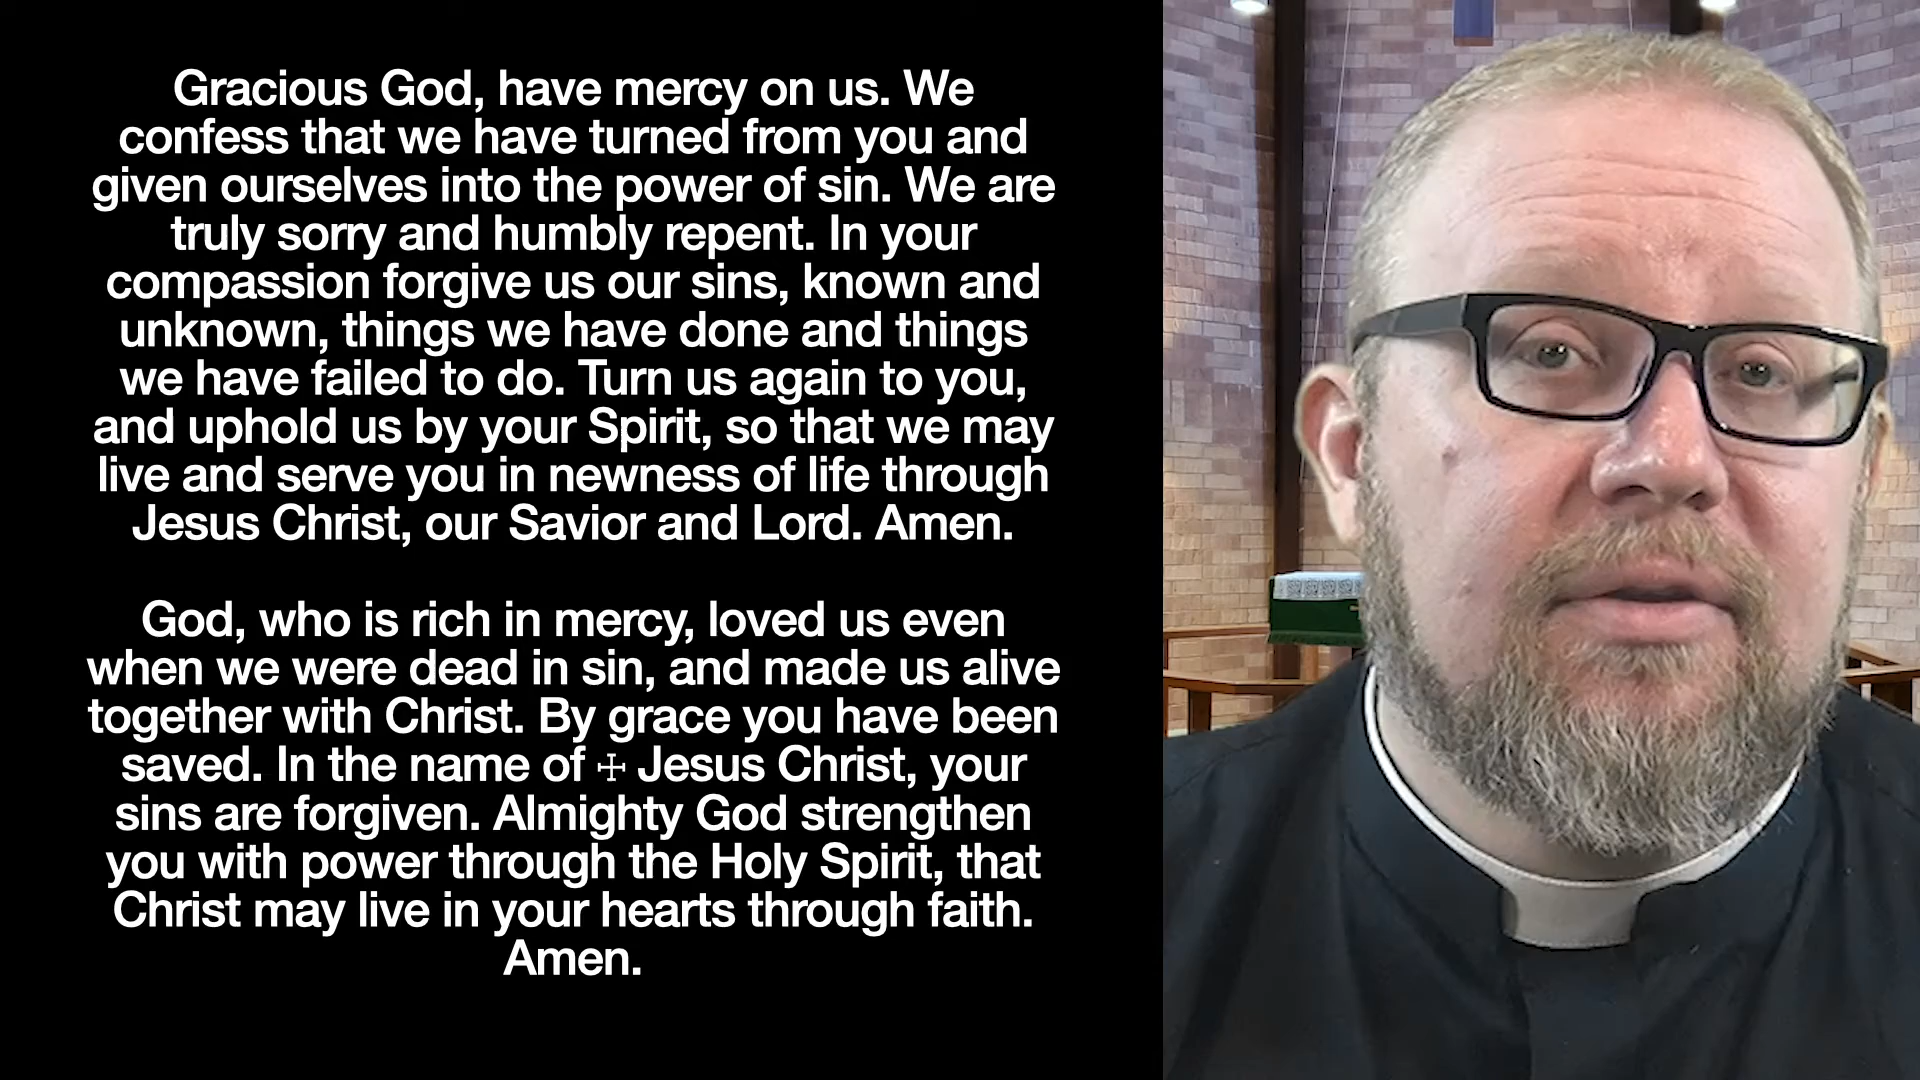 Gracious God, have mercy on us. We
confess that we have turned from you and
given ourselves into the power of sin. We are
truly sorry and humbly repent. In your
compassion forgive us our sins, known and
unknown, things we have done and things
we have failed to do. Turn us again to you,
and uphold us by your Spirit, so that we may
live and serve you in newness of life through
Jesus Christ, our Savior and Lord. Amen.
God, who is rich in mercy, loved us even
when we were dead in sin, and made us alive
together with Christ. By grace you have been
saved. In the name of ☩ Jesus Christ, your
sins are forgiven. Almighty God strengthen
you with power through the Holy Spirit, that
Christ may live in your hearts through faith.
Amen.